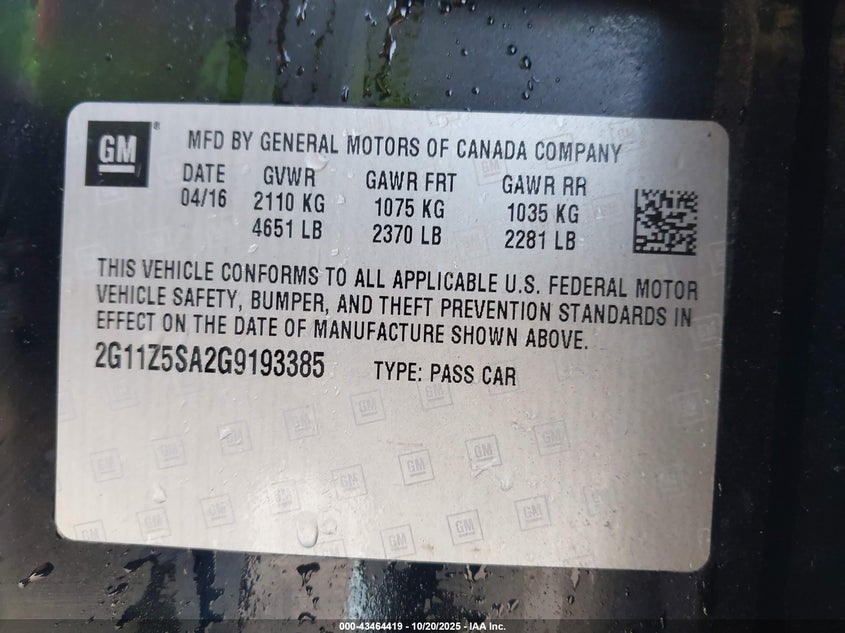 GM ®
MFD BY GENERAL MOTORS OF CANADA COMPANY
DATE GVWR GAWR FRT GAWR RR
04/16 2110 KG 1075 KG 1035 KG
4651 LB 2370 LB 2281 LB
THIS VEHICLE CONFORMS TO ALL APPLICABLE U.S. FEDERAL MOTOR
VEHICLE SAFETY, BUMPER, AND THEFT PREVENTION STANDARDS IN
EFFECT ON THE DATE OF MANUFACTURE SHOWN ABOVE.
2G11Z5SA2G9193385 TYPE: PASS CAR
000-43464419 - 10/20/2025 - IAA Inc.